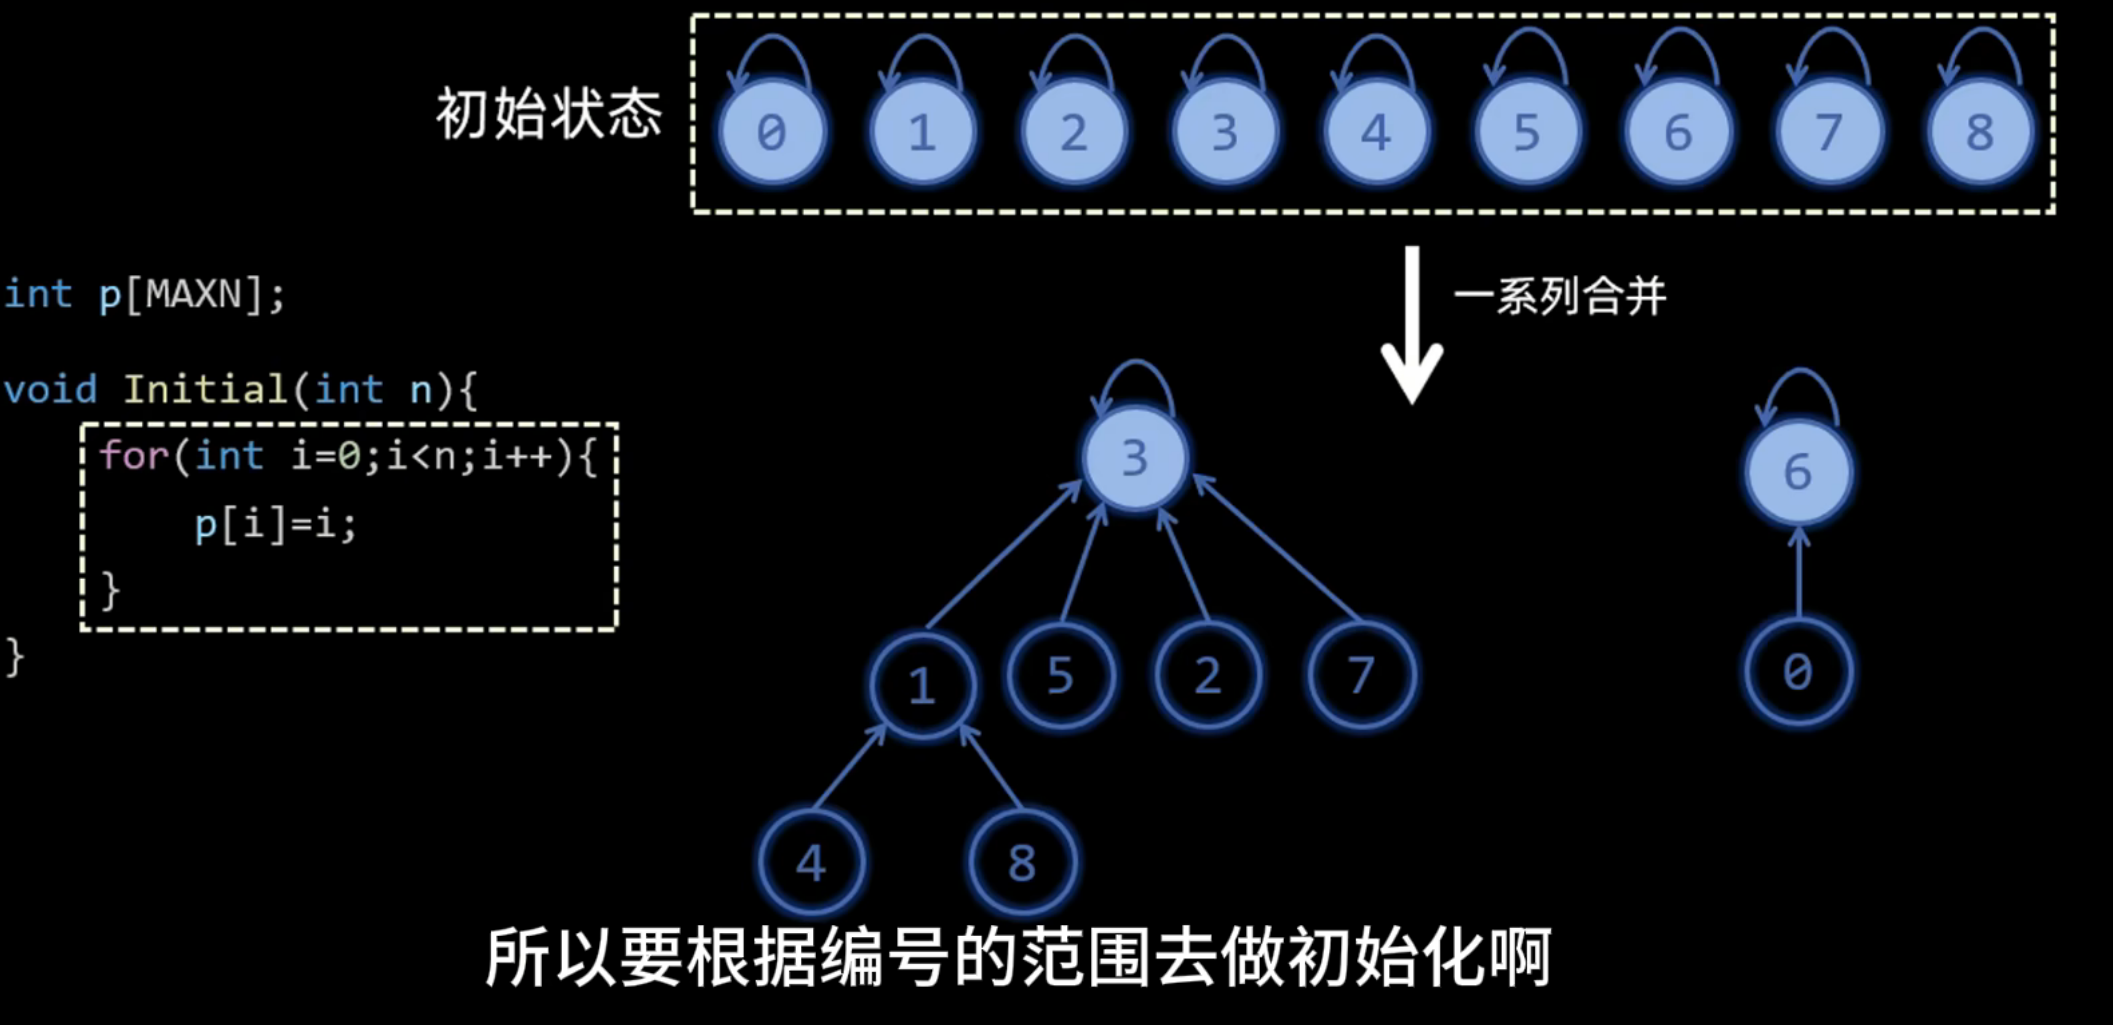 初始状态
0 1 2 3 4 5 6 7 8
int p[MAXN];
一系列合并
void Initial(int n){
for(int i=0;i<n;i++){
p[i]=i;
}
}
3 6
1 5 2 7 0
4 8
所以要根据编号的范围去做初始化啊